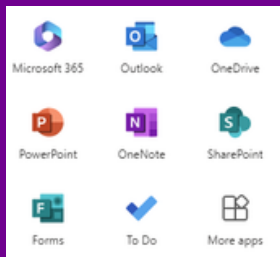 Microsoft 365 Outlook OneDrive
PowerPoint OneNote SharePoint
Forms To Do More apps